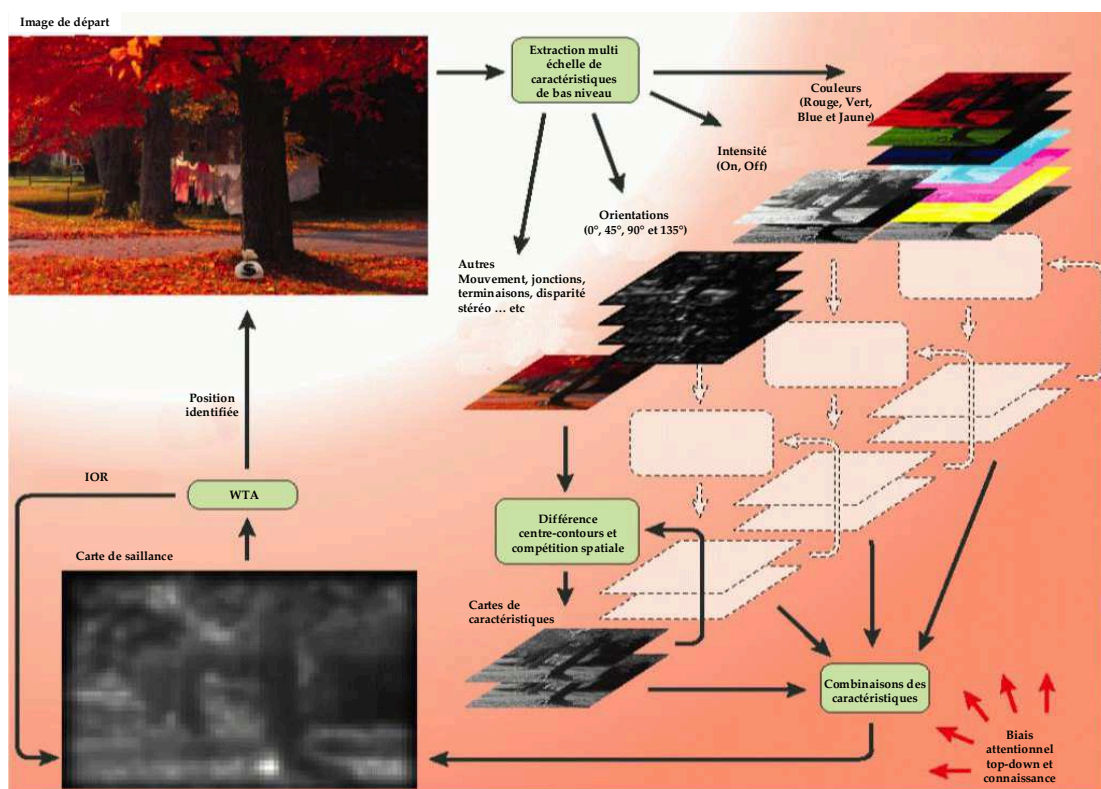 Image de départ
Extraction multi
échelle de
caractéristiques
de bas niveau
Couleurs
(Rouge, Vert,
Blue et Jaune)
Intensité
(On, Off)
Orientations
(0°, 45°, 90° et 135°)
Autres
Mouvement, jonctions,
terminaisons, disparité
stéréo ... etc
$
Position
identifiée
IOR
WTA
Différence
centre-contours et
compétition spatiale
Carte de saillance
Cartes de
caractéristiques
Combinaisons des
caractéristiques
Biais
attentionnel
top-down et
connaissance